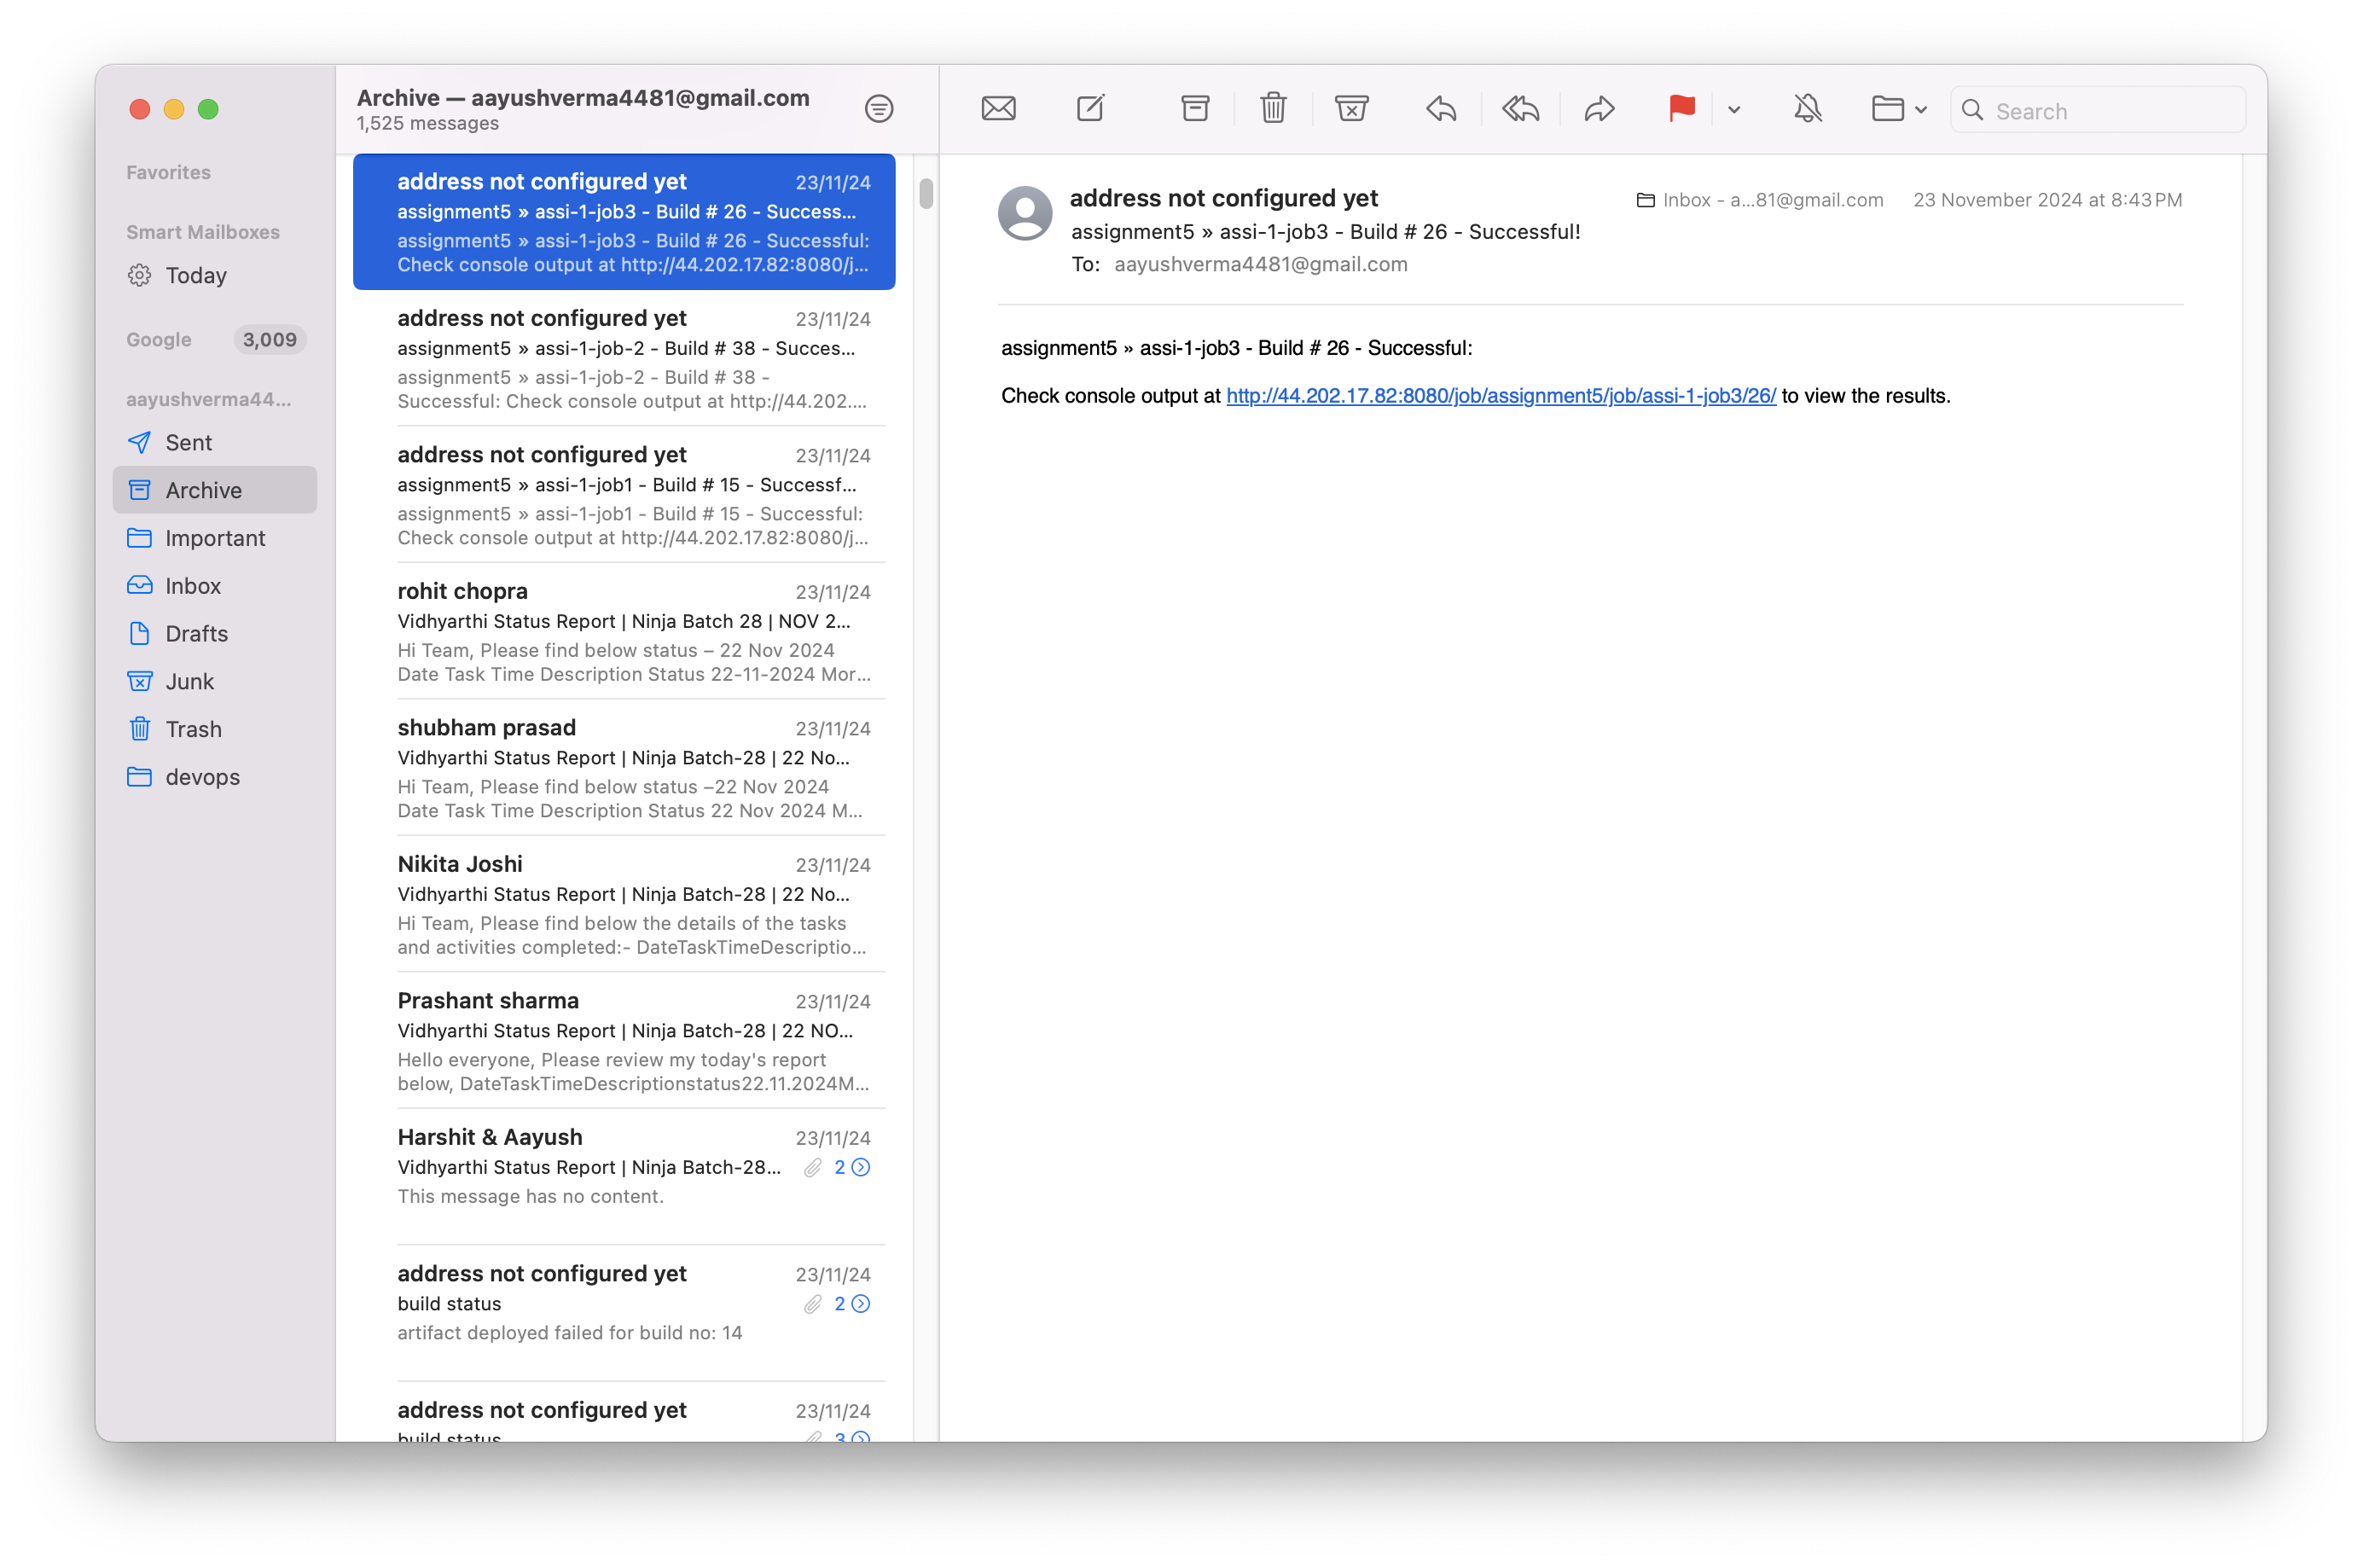 Favorites
Smart Mailboxes
Today
Google 3,009
aayushverma44...
Sent
Archive
Important
Inbox
Drafts
Junk
Trash
devops
Archive — aayushverma4481@gmail.com
1,525 messages
address not configured yet 23/11/24
assignment5 » assi-1-job3 - Build # 26 - Success...
assignment5 » assi-1-job3 - Build # 26 - Successful:
Check console output at http://44.202.17.82:8080/j...
address not configured yet 23/11/24
assignment5 » assi-1-job-2 - Build # 38 - Succes...
assignment5 » assi-1-job-2 - Build # 38 -
Successful: Check console output at http://44.202....
address not configured yet 23/11/24
assignment5 » assi-1-job1 - Build # 15 - Successf...
assignment5 » assi-1-job1 - Build # 15 - Successful:
Check console output at http://44.202.17.82:8080/j...
rohit chopra 23/11/24
Vidhyarthi Status Report | Ninja Batch 28 | NOV 2...
Hi Team, Please find below status – 22 Nov 2024
Date Task Time Description Status 22-11-2024 Mor...
shubham prasad 23/11/24
Vidhyarthi Status Report | Ninja Batch-28 | 22 No...
Hi Team, Please find below status –22 Nov 2024
Date Task Time Description Status 22 Nov 2024 M...
Nikita Joshi 23/11/24
Vidhyarthi Status Report | Ninja Batch-28 | 22 No...
Hi Team, Please find below the details of the tasks
and activities completed:- DateTaskTimeDescriptio...
Prashant sharma 23/11/24
Vidhyarthi Status Report | Ninja Batch-28 | 22 NO...
Hello everyone, Please review my today's report
below, DateTaskTimeDescriptionstatus22.11.2024M...
Harshit & Aayush 23/11/24
Vidhyarthi Status Report | Ninja Batch-28... 2
This message has no content.
address not configured yet 23/11/24
build status 2
artifact deployed failed for build no: 14
address not configured yet 23/11/24
build status 3
Search
address not configured yet Inbox - a...81@gmail.com 23 November 2024 at 8:43 PM
assignment5 » assi-1-job3 - Build # 26 - Successful!
To: aayushverma4481@gmail.com
assignment5 » assi-1-job3 - Build # 26 - Successful:
Check console output at http://44.202.17.82:8080/job/assignment5/job/assi-1-job3/26/ to view the results.